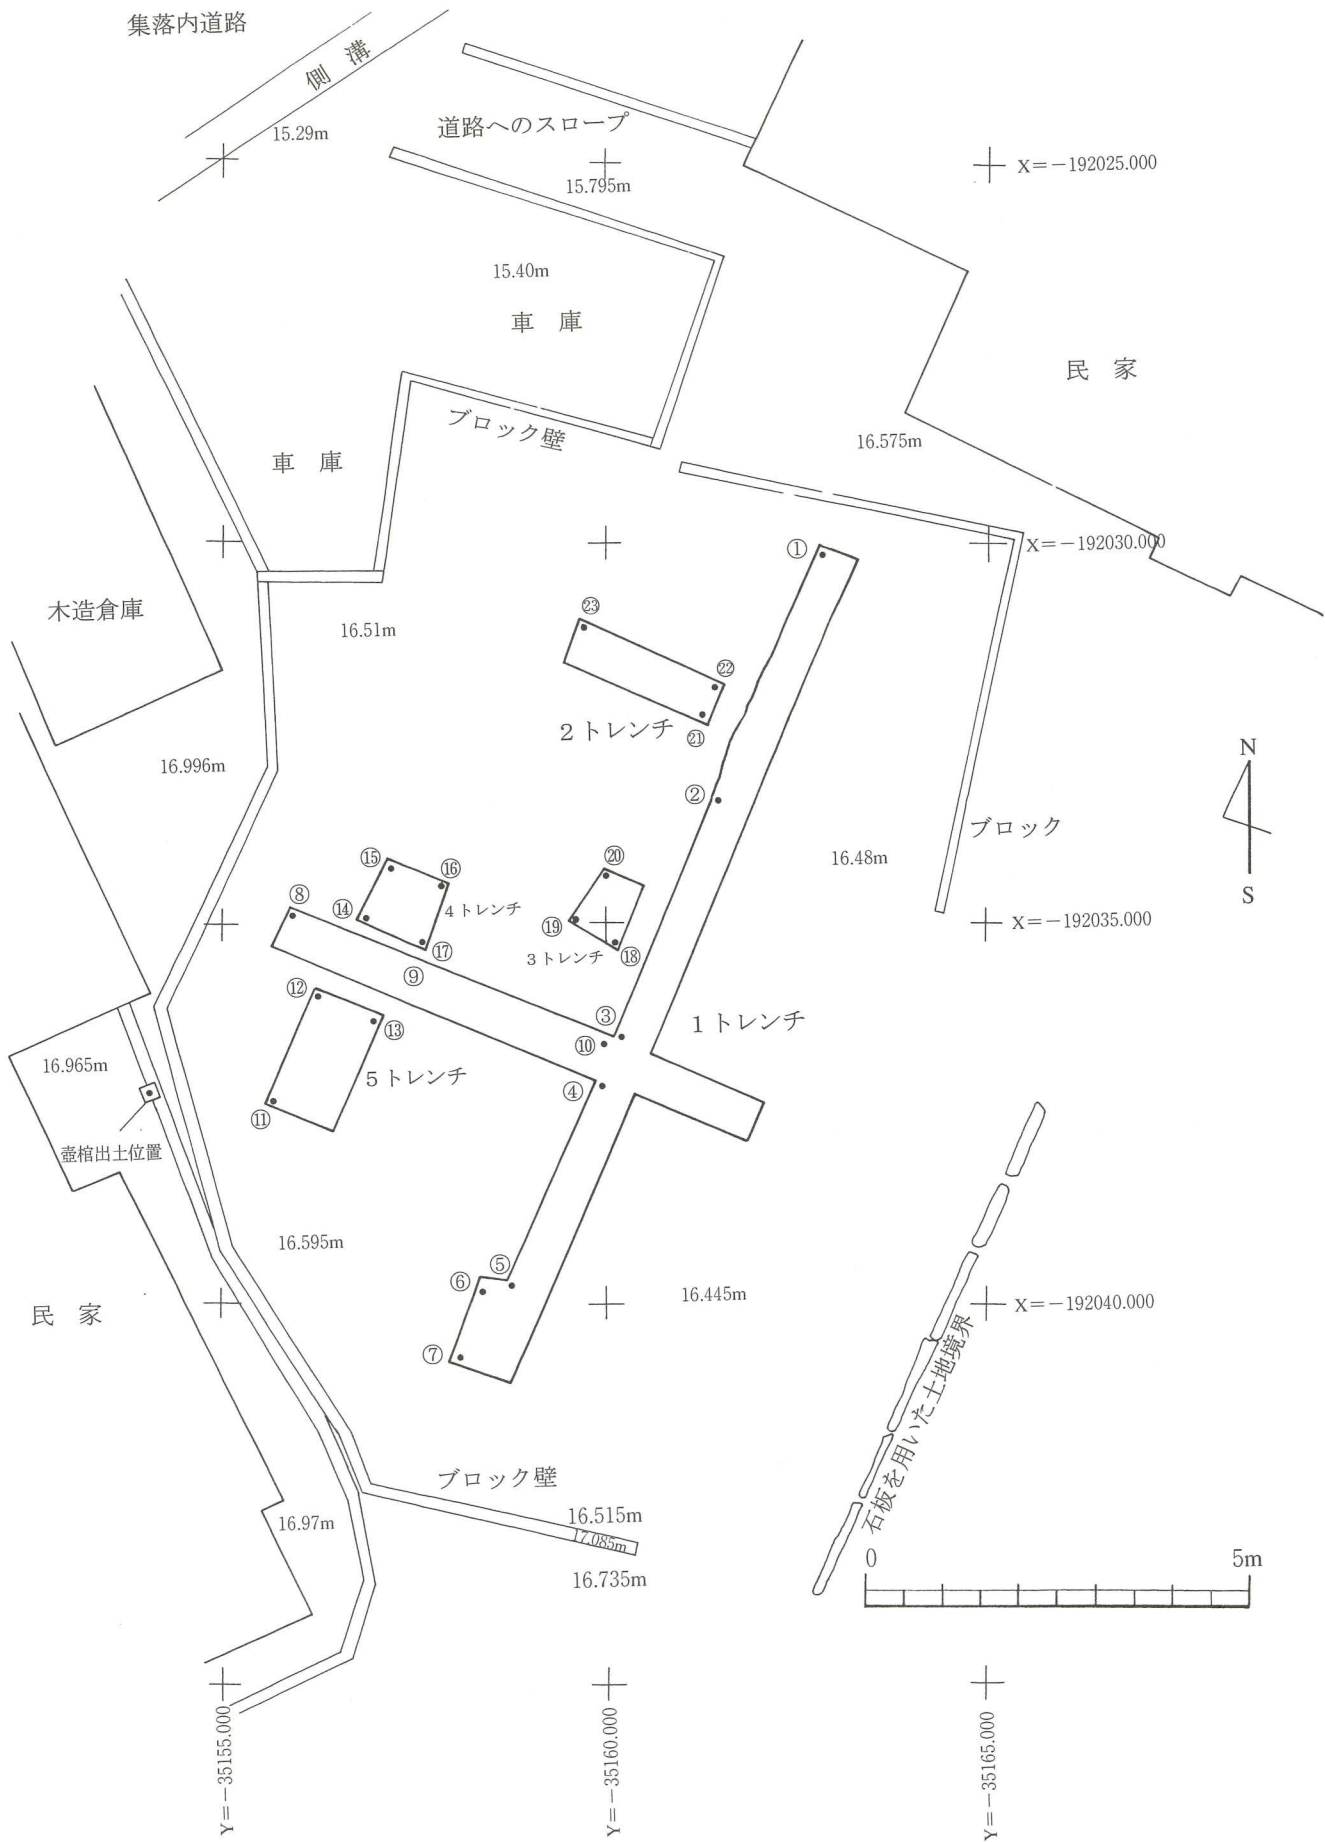 集落内道路
側溝
15.29m
道路へのスロープ
15.795m
X=-192025.000
15.40m
車 庫
民 家
ブロック壁
16.575m
車 庫
X=-192030.000
①
木造倉庫
16.51m
㉓
㉒
2トレンチ
㉑
16.996m
N
②
ブロック
16.48m
S
⑮
⑯
⑳
⑧
⑭
4トレンチ
⑲
X=-192035.000
⑰
3トレンチ
⑱
⑨
⑫
⑬
③
1トレンチ
⑩
16.965m
5トレンチ
④
⑪
壺棺出土位置
16.595m
⑤
⑥
16.445m
X=-192040.000
民 家
⑦
石板を用いた土地境界
ブロック壁
16.515m
16.97m
17.085m
16.735m
0
5m
Y=-35155.000
Y=-35160.000
Y=-35165.000